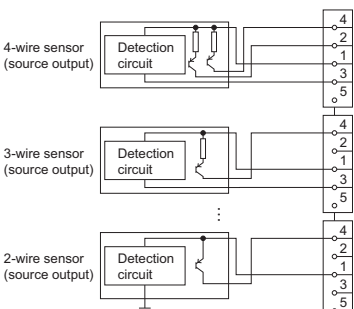 4-wire sensor
(source output)
Detection
circuit
4
2
1
3
5
3-wire sensor
(source output)
Detection
circuit
4
2
1
3
5
2-wire sensor
(source output)
Detection
circuit
4
2
1
3
5